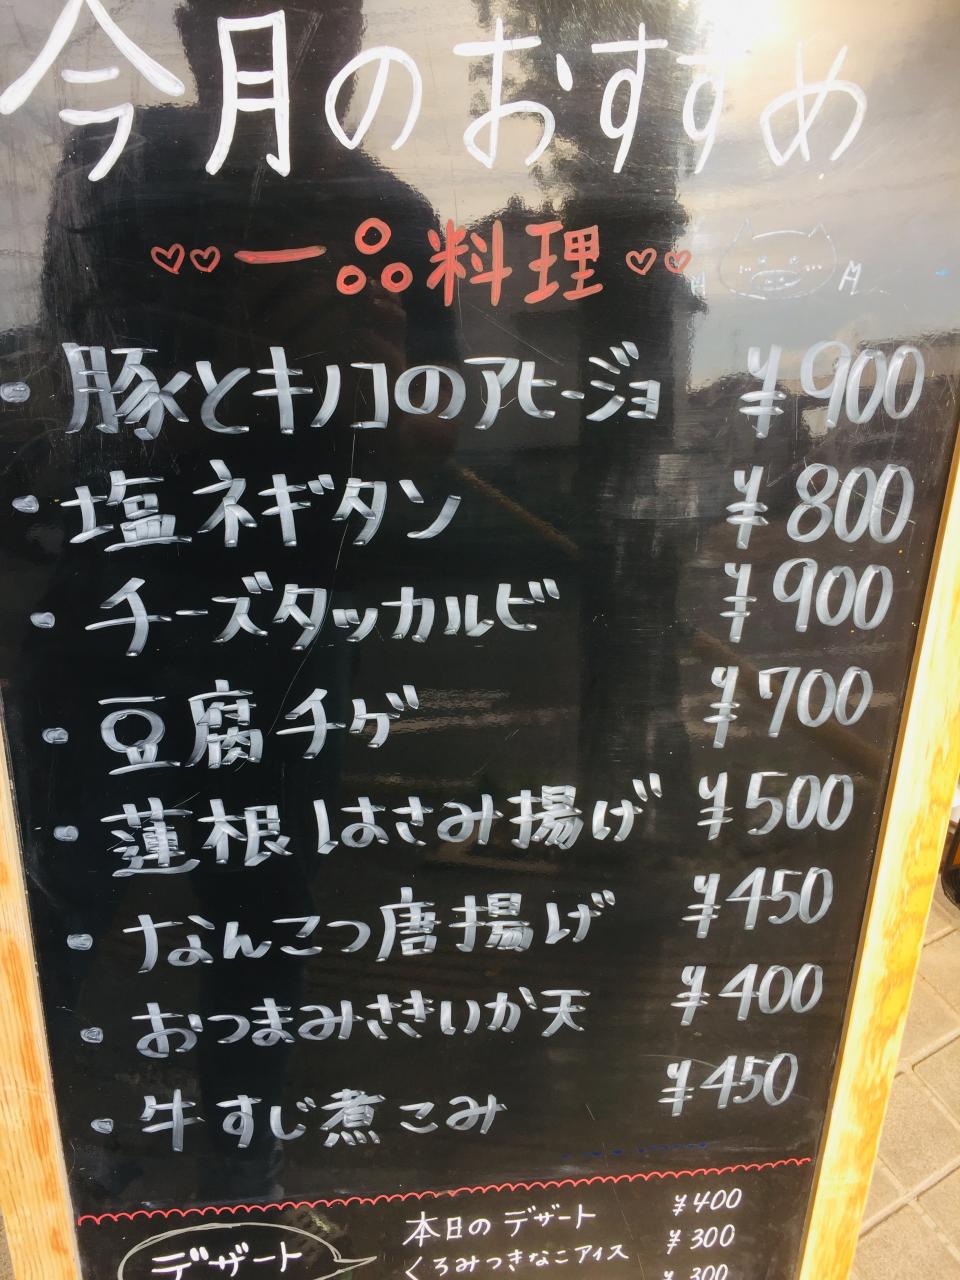 今月のおすすめ
♡♡一品料理♡♡
・豚とキノコのアヒージョ ¥900
・塩ネギタン ¥800
・チーズタッカルビ ¥900
・豆腐チゲ ¥700
・蓮根はさみ揚げ ¥500
・なんこつ唐揚げ ¥450
・おつまみさきいか天 ¥400
・牛すじ煮こみ ¥450
デザート
本日のデザート ¥400
くろみつきなこアイス ¥300
¥300